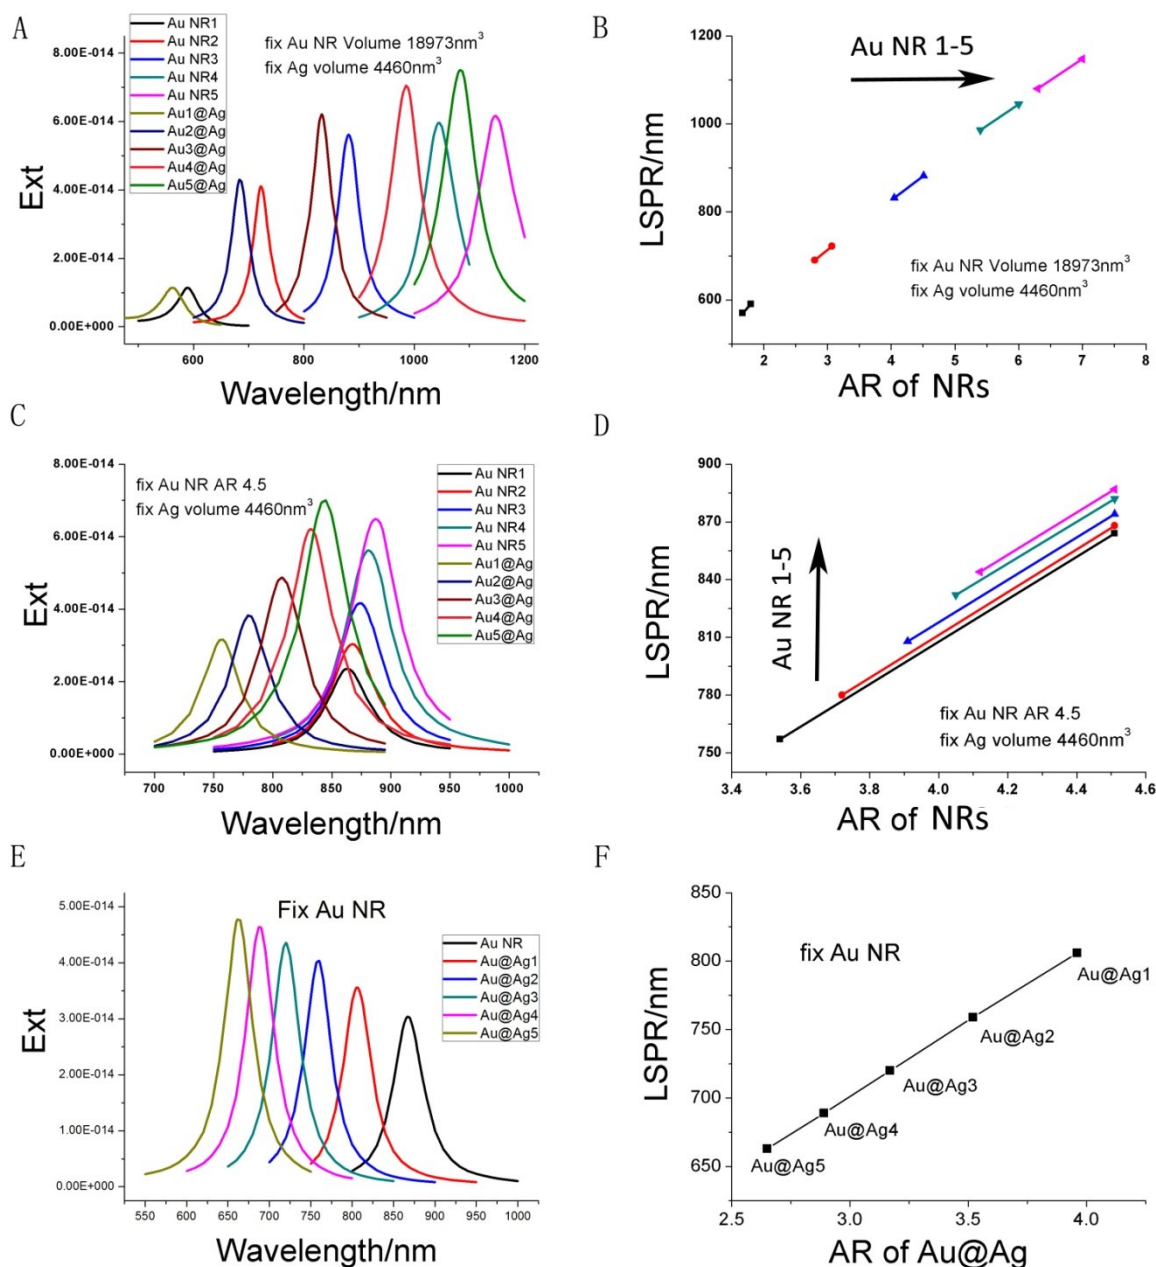 A
8.00E-014
6.00E-014
4.00E-014
2.00E-014
0.00E+000
Ext
Au NR1
Au NR2
Au NR3
Au NR4
Au NR5
Au1@Ag
Au2@Ag
Au3@Ag
Au4@Ag
Au5@Ag
fix Au NR Volume 18973nm³
fix Ag volume 4460nm³
600 800 1000 1200
Wavelength/nm
B
1200
1000
800
600
LSPR/nm
Au NR 1-5
fix Au NR Volume 18973nm³
fix Ag volume 4460nm³
2 3 4 5 6 7 8
AR of NRs
C
8.00E-014
6.00E-014
4.00E-014
2.00E-014
0.00E+000
Ext
fix Au NR AR 4.5
fix Ag volume 4460nm³
Au NR1
Au NR2
Au NR3
Au NR4
Au NR5
Au1@Ag
Au2@Ag
Au3@Ag
Au4@Ag
Au5@Ag
700 750 800 850 900 950 1000
Wavelength/nm
D
900
870
840
810
780
750
LSPR/nm
Au NR 1-5
fix Au NR AR 4.5
fix Ag volume 4460nm³
3.4 3.6 3.8 4.0 4.2 4.4 4.6
AR of NRs
E
5.00E-014
4.00E-014
3.00E-014
2.00E-014
1.00E-014
0.00E+000
Ext
Fix Au NR
Au NR
Au@Ag1
Au@Ag2
Au@Ag3
Au@Ag4
Au@Ag5
550 600 650 700 750 800 850 900 950 1000
Wavelength/nm
F
850
800
750
700
650
LSPR/nm
fix Au NR
Au@Ag1
Au@Ag2
Au@Ag3
Au@Ag4
Au@Ag5
2.5 3.0 3.5 4.0
AR of Au@Ag